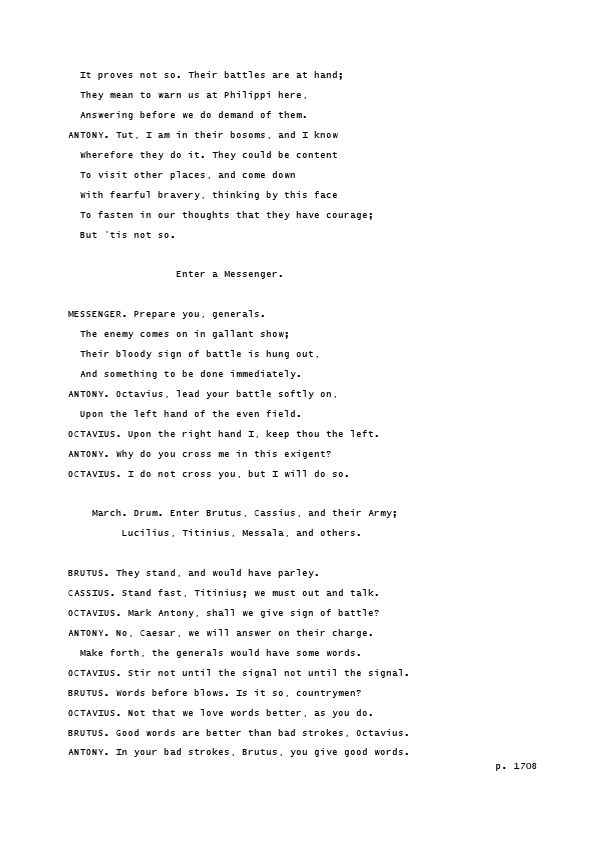 It proves not so. Their battles are at hand;
They mean to warn us at Philippi here,
Answering before we do demand of them.
ANTONY. Tut, I am in their bosoms, and I know
Wherefore they do it. They could be content
To visit other places, and come down
With fearful bravery, thinking by this face
To fasten in our thoughts that they have courage;
But 'tis not so.
Enter a Messenger.
MESSENGER. Prepare you, generals.
The enemy comes on in gallant show;
Their bloody sign of battle is hung out,
And something to be done immediately.
ANTONY. Octavius, lead your battle softly on,
Upon the left hand of the even field.
OCTAVIUS. Upon the right hand I, keep thou the left.
ANTONY. Why do you cross me in this exigent?
OCTAVIUS. I do not cross you, but I will do so.
March. Drum. Enter Brutus, Cassius, and their Army;
Lucilius, Titinius, Messala, and others.
BRUTUS. They stand, and would have parley.
CASSIUS. Stand fast, Titinius; we must out and talk.
OCTAVIUS. Mark Antony, shall we give sign of battle?
ANTONY. No, Caesar, we will answer on their charge.
Make forth, the generals would have some words.
OCTAVIUS. Stir not until the signal not until the signal.
BRUTUS. Words before blows. Is it so, countrymen?
OCTAVIUS. Not that we love words better, as you do.
BRUTUS. Good words are better than bad strokes, Octavius.
ANTONY. In your bad strokes, Brutus, you give good words.
p. 1708